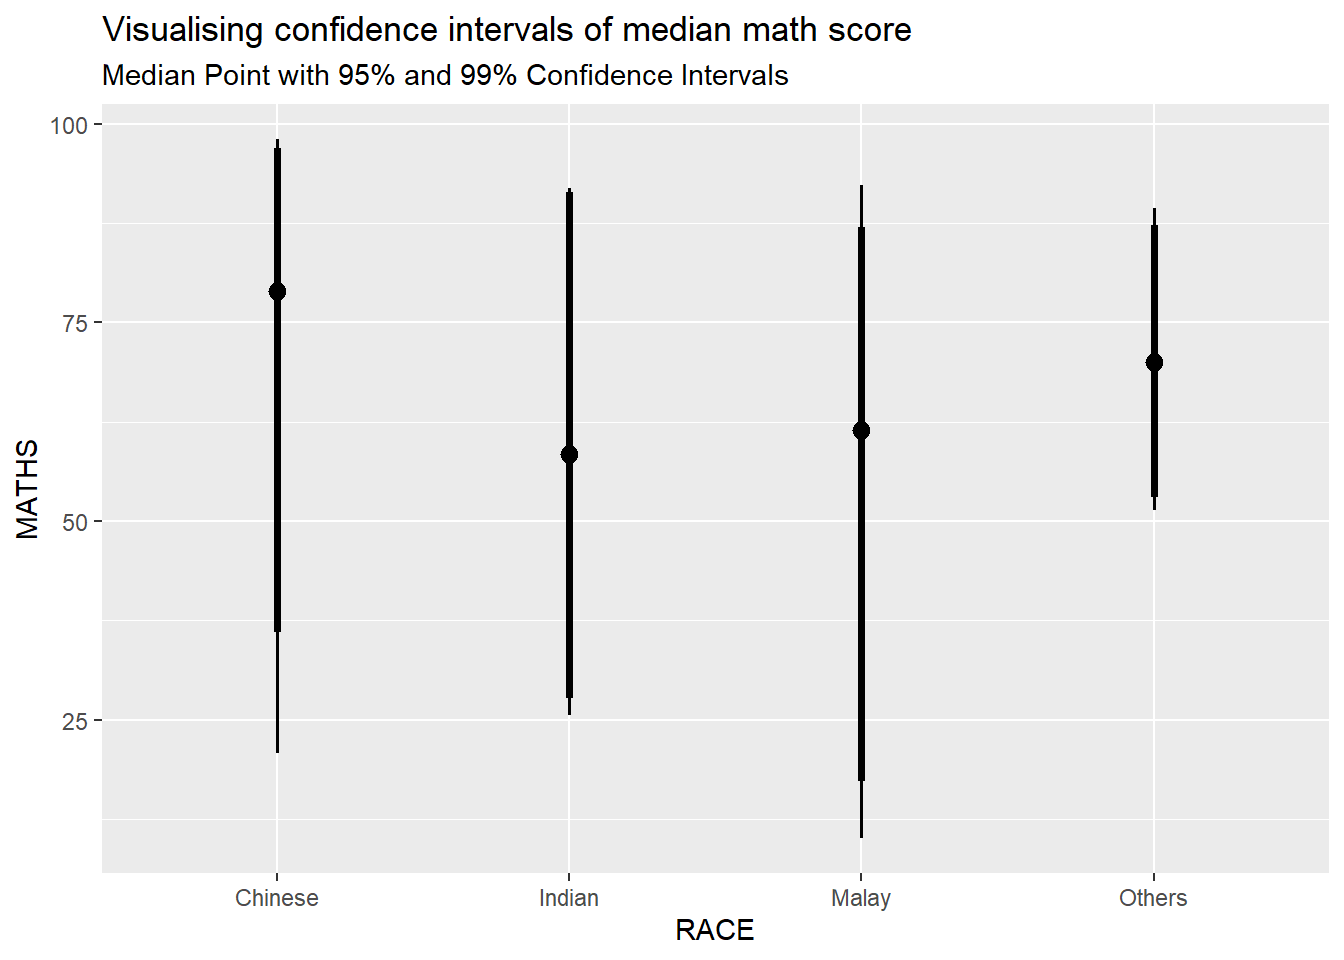 Visualising confidence intervals of median math score
Median Point with 95% and 99% Confidence Intervals
100
75
50
25
MATHS
Chinese Indian Malay Others
RACE